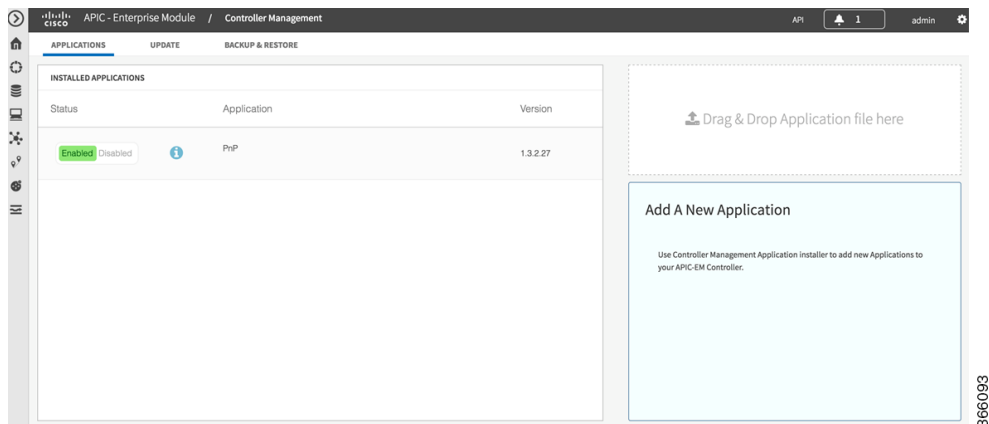 CISCO APIC - Enterprise Module / Controller Management API 1 admin
APPLICATIONS UPDATE BACKUP & RESTORE
INSTALLED APPLICATIONS
Status Application Version
Enabled Disabled PnP 1.3.2.27
Drag & Drop Application file here
Add A New Application
Use Controller Management Application installer to add new Applications to
your APIC-EM Controller.
366093